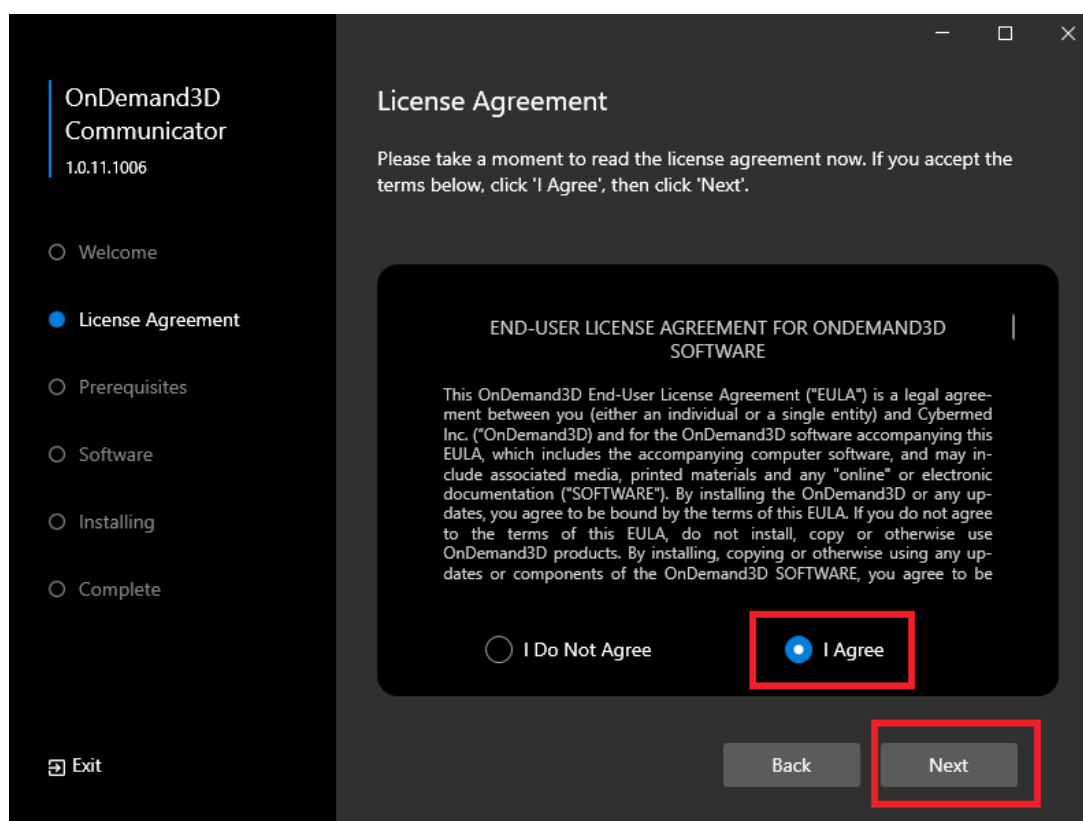 OnDemand3D
Communicator
1.0.11.1006
Welcome
License Agreement
Prerequisites
Software
Installing
Complete
Exit
License Agreement
Please take a moment to read the license agreement now. If you accept the
terms below, click 'I Agree', then click 'Next'.
END-USER LICENSE AGREEMENT FOR ONDEMAND3D
SOFTWARE
This OnDemand3D End-User License Agreement ("EULA") is a legal agree-
ment between you (either an individual or a single entity) and Cybermed
Inc. ("OnDemand3D) and for the OnDemand3D software accompanying this
EULA, which includes the accompanying computer software, and may in-
clude associated media, printed materials and any "online" or electronic
documentation ("SOFTWARE"). By installing the OnDemand3D or any up-
dates, you agree to be bound by the terms of this EULA. If you do not agree
to the terms of this EULA, do not install, copy or otherwise use
OnDemand3D products. By installing, copying or otherwise using any up-
dates or components of the OnDemand3D SOFTWARE, you agree to be
I Do Not Agree
I Agree
Back
Next